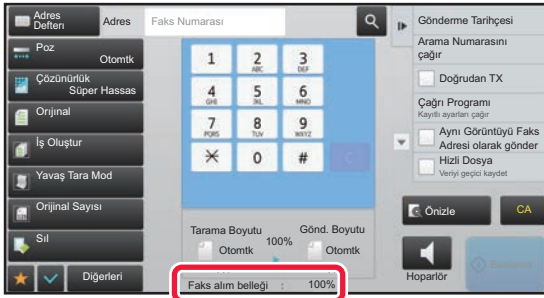 Adres
Defteri
Adres
Faks Numarası
Poz
Otomtk
Çözünürlük
Süper Hassas
Orıjınal
İş Oluştur
Yavaş Tara Mod
Orijinal Sayısı
Sıl
Diğerleri
1
2
ABC
3
DEF
4
GHI
5
JKL
6
MNO
7
PQRS
8
TUV
9
WXYZ
0
#
C
Tarama Boyutu
Otomtk
100%
Gönd. Boyutu
Otomtk
Faks alım belleği : 100%
Gönderme Tarihçesi
Arama Numarasını
çağır
Doğrudan TX
Çağrı Programı
Kayıtlı ayarları çağır
Aynı Görüntüyü Faks
Adresi olarak gönder
Hizli Dosya
Veriyi geçici kaydet
Önizle
CA
Hoparlör